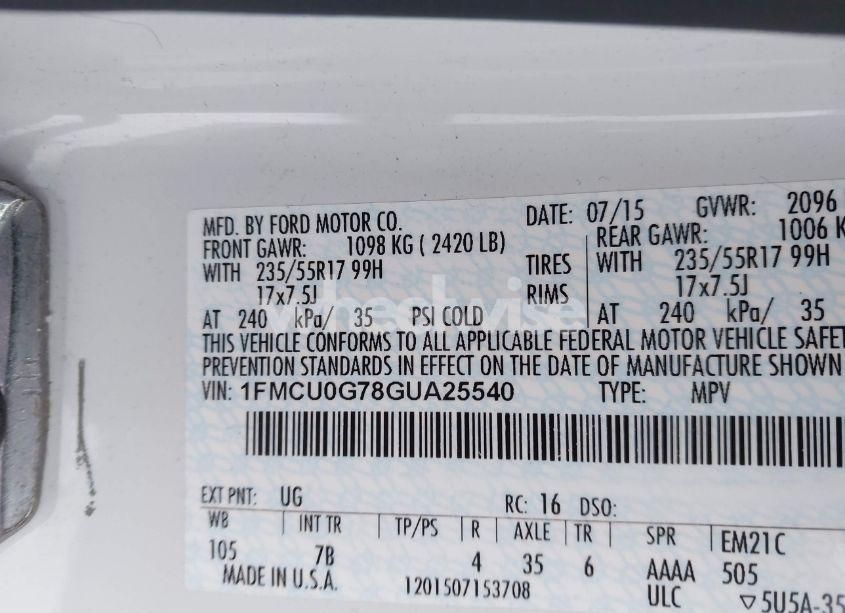 MFD. BY FORD MOTOR CO. DATE: 07/15 GVWR: 2096
FRONT GAWR: 1098 KG ( 2420 LB) REAR GAWR: 1006 K
WITH 235/55R17 99H TIRES WITH 235/55R17 99H
17x7.5J RIMS 17x7.5J
AT 240 kPa/ 35 PSI COLD AT 240 kPa/ 35
THIS VEHICLE CONFORMS TO ALL APPLICABLE FEDERAL MOTOR VEHICLE SAFET
PREVENTION STANDARDS IN EFFECT ON THE DATE OF MANUFACTURE SHOWN
VIN: 1FMCU0G78GUA25540 TYPE: MPV
EXT PNT: UG RC: 16 DSO:
WB INT TR TP/PS R AXLE TR SPR EM21C
105 7B 4 35 6 AAAA 505
MADE IN U.S.A. 1201507153708 ULC ▽5U5A-35